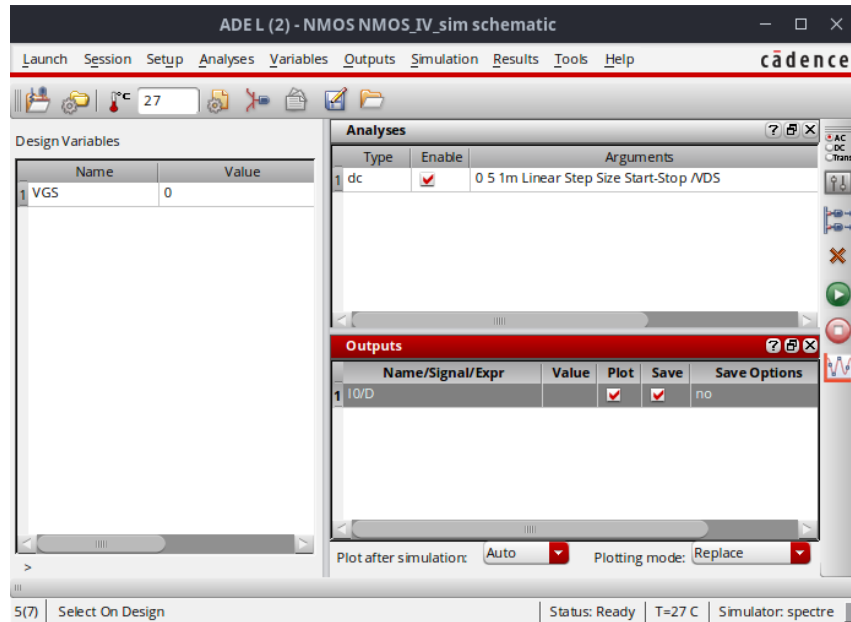 ADE L (2) - NMOS NMOS_IV_sim schematic
Launch Session Setup Analyses Variables Outputs Simulation Results Tools Help cādence
°C 27
Design Variables
Name Value
1 VGS 0
>
Analyses
Type Enable Arguments
1 dc 0 5 1m Linear Step Size Start-Stop /VDS
Outputs
Name/Signal/Expr Value Plot Save Save Options
1 I0/D no
Plot after simulation: Auto Plotting mode: Replace
AC
DC
Trans
5(7) Select On Design Status: Ready T=27 C Simulator: spectre